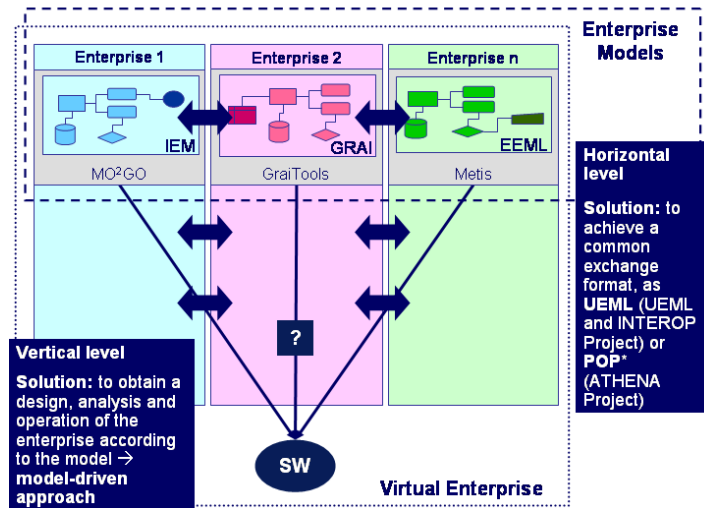 Enterprise
Models
Enterprise 1
Enterprise 2
Enterprise n
IEM
GRAI
EEML
MO²GO
GraiTools
Metis
Horizontal
level
Solution: to
achieve a
common
exchange
format, as
UEML (UEML
and INTEROP
Project) or
POP*
(ATHENA
Project)
?
Vertical level
Solution: to obtain a
design, analysis and
operation of the
enterprise according
to the model →
model-driven
approach
SW
Virtual Enterprise